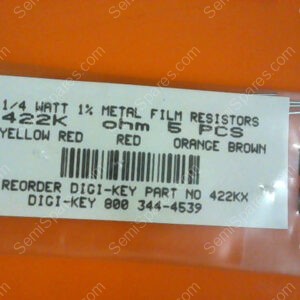 1/4 WATT 1% METAL FILM RESISTORS
422K ohm 5 PCS
YELLOW RED RED ORANGE BROWN
REORDER DIGI-KEY PART NO 422KX
DIGI-KEY 800 344-4539